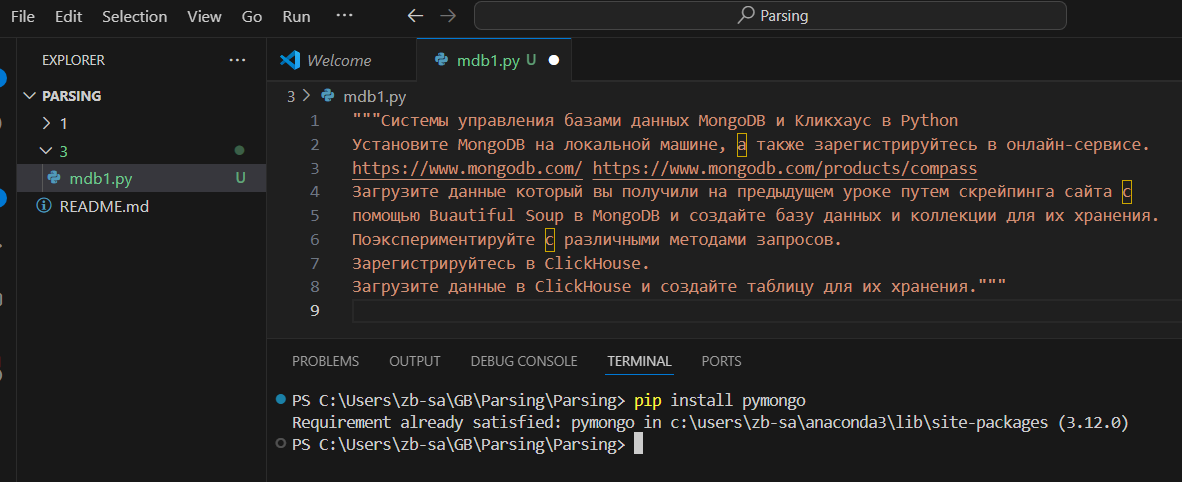 File Edit Selection View Go Run ··· Parsing
EXPLORER ···
PARSING
1
3
mdb1.py U
README.md
Welcome mdb1.py U
3 > mdb1.py
1 """Системы управления базами данных MongoDB и Кликхаус в Python
2 Установите MongoDB на локальной машине, а также зарегистрируйтесь в онлайн-сервисе.
3 https://www.mongodb.com/ https://www.mongodb.com/products/compass
4 Загрузите данные который вы получили на предыдущем уроке путем скрейпинга сайта с
5 помощью Buautiful Soup в MongoDB и создайте базу данных и коллекции для их хранения.
6 Поэкспериментируйте с различными методами запросов.
7 Зарегистрируйтесь в ClickHouse.
8 Загрузите данные в ClickHouse и создайте таблицу для их хранения."""
9
PROBLEMS OUTPUT DEBUG CONSOLE TERMINAL PORTS
PS C:\Users\zb-sa\GB\Parsing\Parsing> pip install pymongo
Requirement already satisfied: pymongo in c:\users\zb-sa\anaconda3\lib\site-packages (3.12.0)
PS C:\Users\zb-sa\GB\Parsing\Parsing>